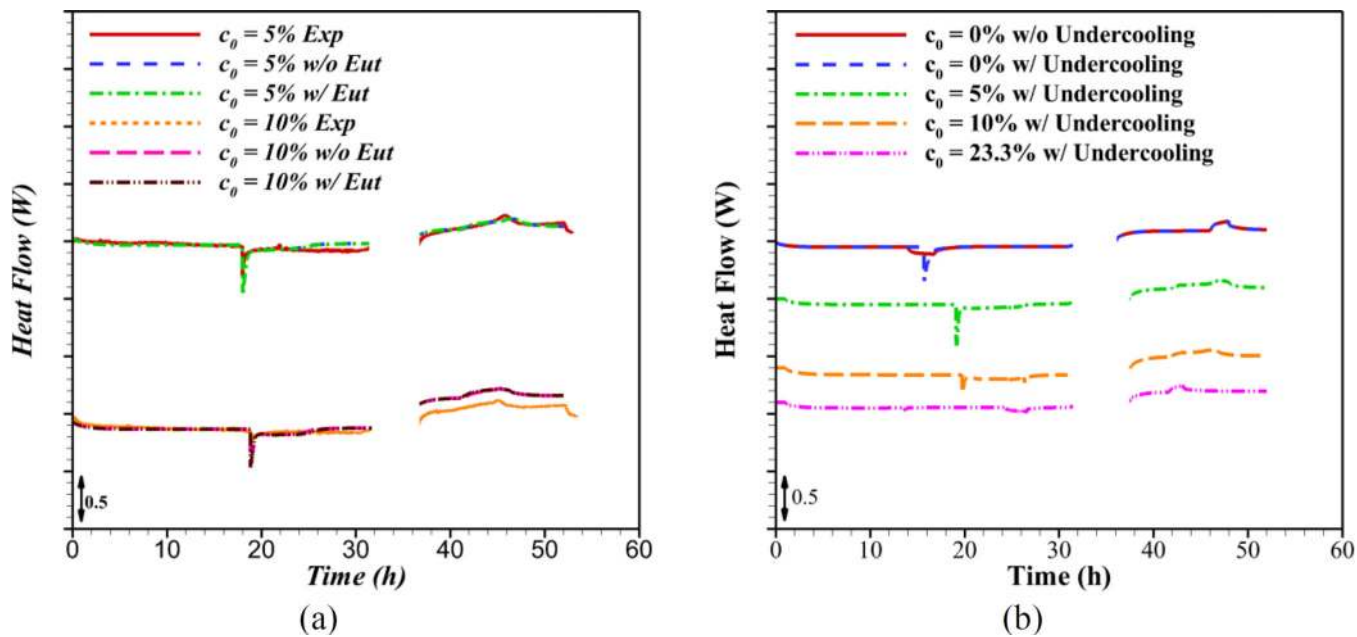 c₀ = 5% Exp
c₀ = 5% w/o Eut
c₀ = 5% w/ Eut
c₀ = 10% Exp
c₀ = 10% w/o Eut
c₀ = 10% w/ Eut
Heat Flow (W)
0.5
0 10 20 30 40 50 60
Time (h)
(a)
c₀ = 0% w/o Undercooling
c₀ = 0% w/ Undercooling
c₀ = 5% w/ Undercooling
c₀ = 10% w/ Undercooling
c₀ = 23.3% w/ Undercooling
Heat Flow (W)
0.5
0 10 20 30 40 50 60
Time (h)
(b)